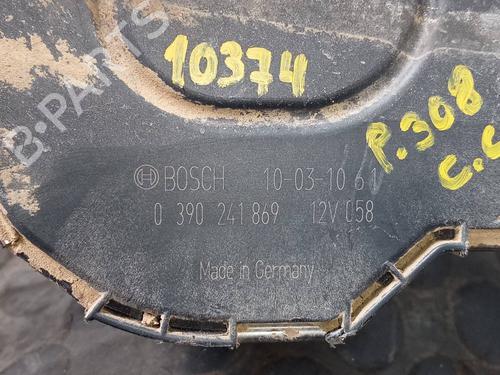 B-PARTS
10374
P.308
C.C
BOSCH 10-03-10 61
0 390 241 869 12V 058
Made in Germany